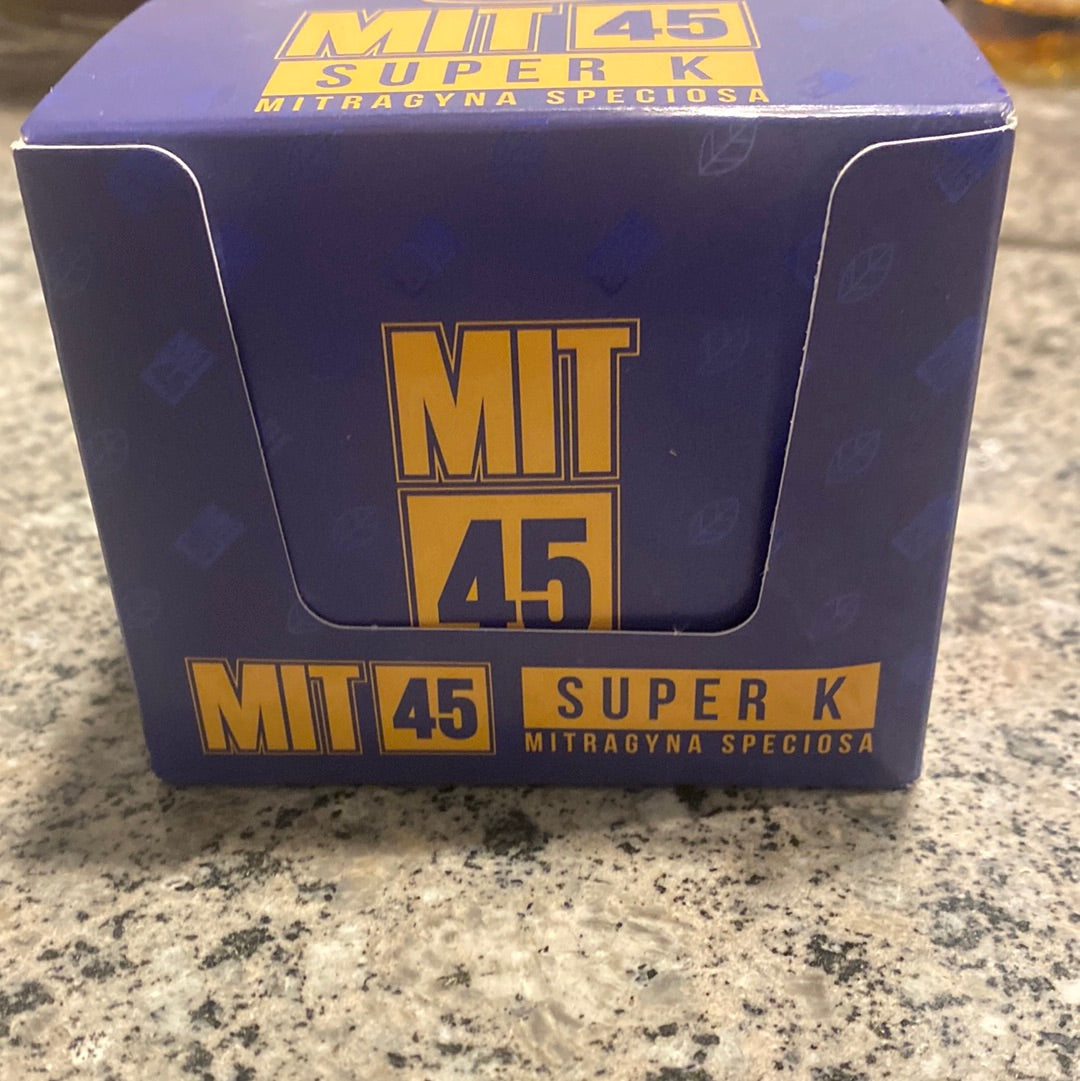 MIT 45
SUPER K
MITRAGYNA SPECIOSA
MIT
45
MIT 45
SUPER K
MITRAGYNA SPECIOSA